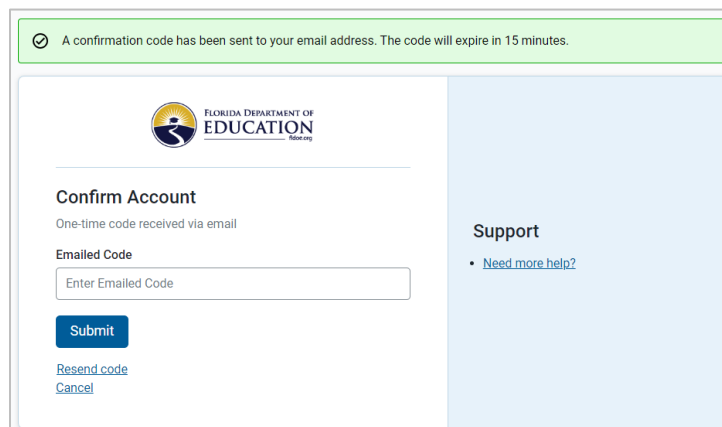 A confirmation code has been sent to your email address. The code will expire in 15 minutes.
FLORIDA DEPARTMENT OF
EDUCATION
fldoe.org
Confirm Account
One-time code received via email
Emailed Code
Enter Emailed Code
Submit
Resend code
Cancel
Support
Need more help?